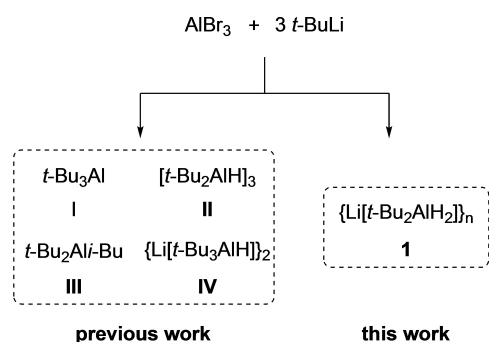 AlBr3 + 3 t-BuLi
t-Bu3Al [t-Bu2AlH]3
I II
t-Bu2Ali-Bu {Li[t-Bu3AlH]}2
III IV
{Li[t-Bu2AlH2]}n
1
previous work this work